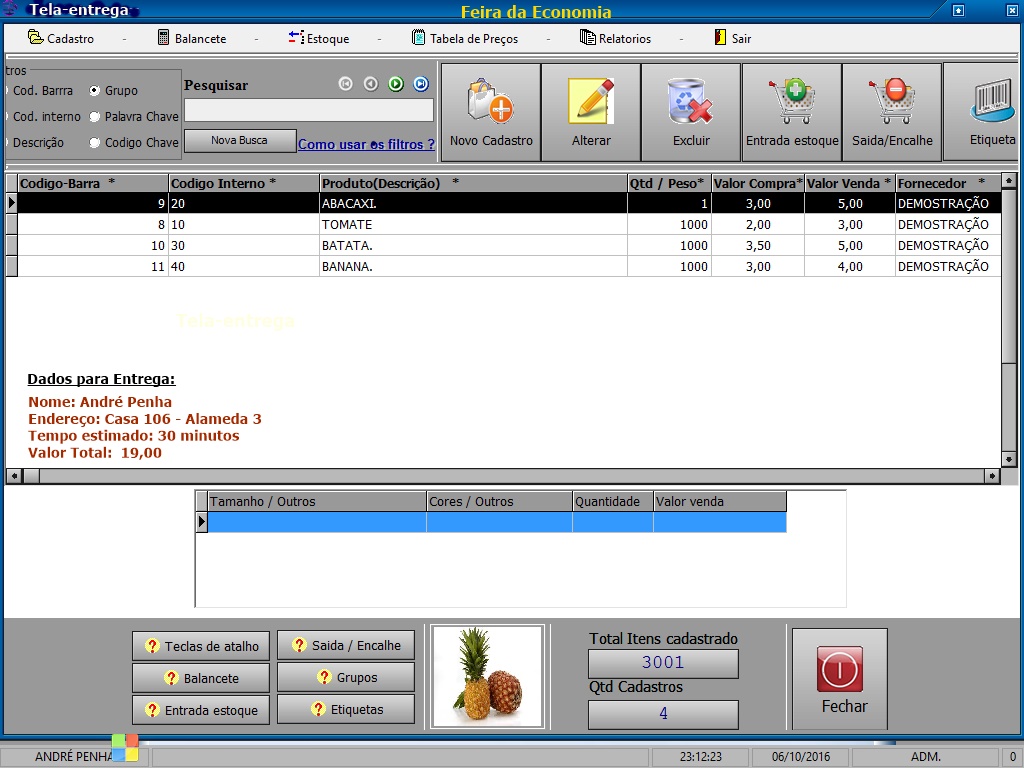 Tela-entrega
Feira da Economia
Cadastro - Balancete - Estoque - Tabela de Preços - Relatorios - Sair
tros
Cod. Barrra Grupo
Cod. interno Palavra Chave
Descrição Codigo Chave
Pesquisar
Nova Busca
Como usar os filtros ?
Novo Cadastro
Alterar
Excluir
Entrada estoque
Saida/Encalhe
Etiqueta
Codigo-Barra * Codigo Interno * Produto(Descrição) * Qtd / Peso* Valor Compra* Valor Venda * Fornecedor *
9 20 ABACAXI. 1 3,00 5,00 DEMOSTRAÇÃO
8 10 TOMATE 1000 2,00 3,00 DEMOSTRAÇÃO
10 30 BATATA. 1000 3,50 5,00 DEMOSTRAÇÃO
11 40 BANANA. 1000 3,00 4,00 DEMOSTRAÇÃO
Tela-entrega
Dados para Entrega:
Nome: André Penha
Endereço: Casa 106 - Alameda 3
Tempo estimado: 30 minutos
Valor Total: 19,00
Tamanho / Outros Cores / Outros Quantidade Valor venda
? Teclas de atalho
? Saida / Encalhe
? Balancete
? Grupos
? Entrada estoque
? Etiquetas
Total Itens cadastrado
3001
Qtd Cadastros
4
Fechar
ANDRÉ PENHA 23:12:23 06/10/2016 ADM. 0